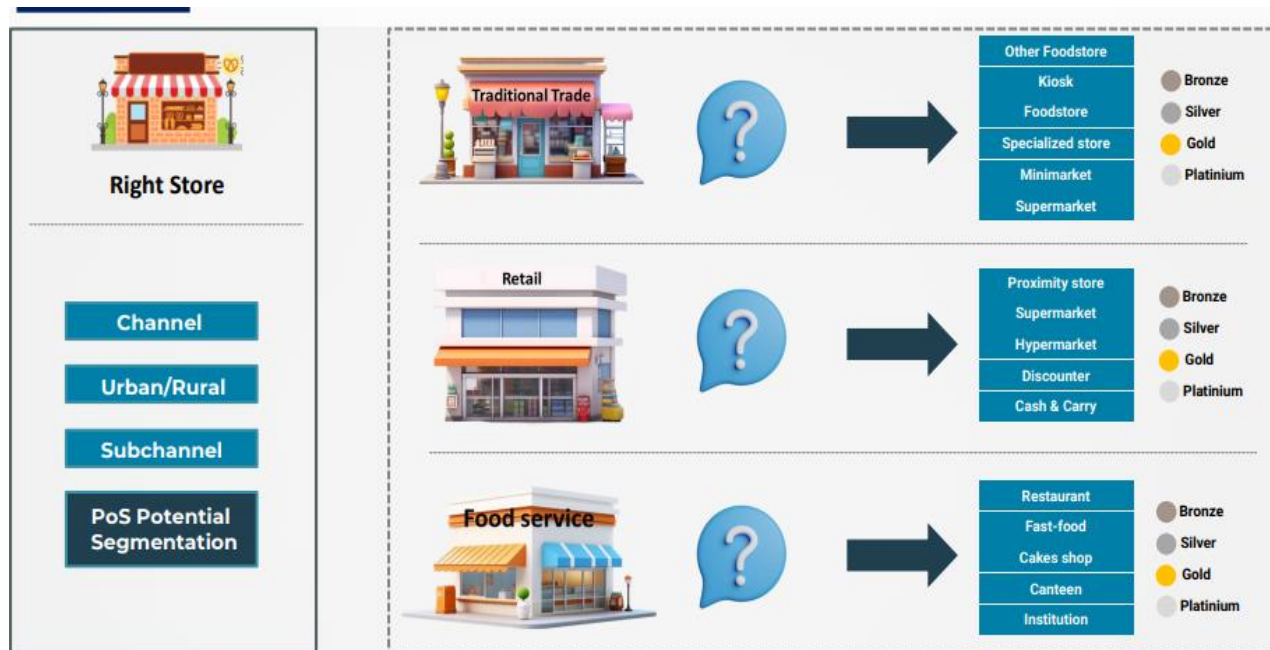 Right Store
Channel
Urban/Rural
Subchannel
PoS Potential
Segmentation
Traditional Trade
?
Other Foodstore
Kiosk
Foodstore
Specialized store
Minimarket
Supermarket
Bronze
Silver
Gold
Platinium
Retail
?
Proximity store
Supermarket
Hypermarket
Discounter
Cash & Carry
Bronze
Silver
Gold
Platinium
Food service
?
Restaurant
Fast-food
Cakes shop
Canteen
Institution
Bronze
Silver
Gold
Platinium